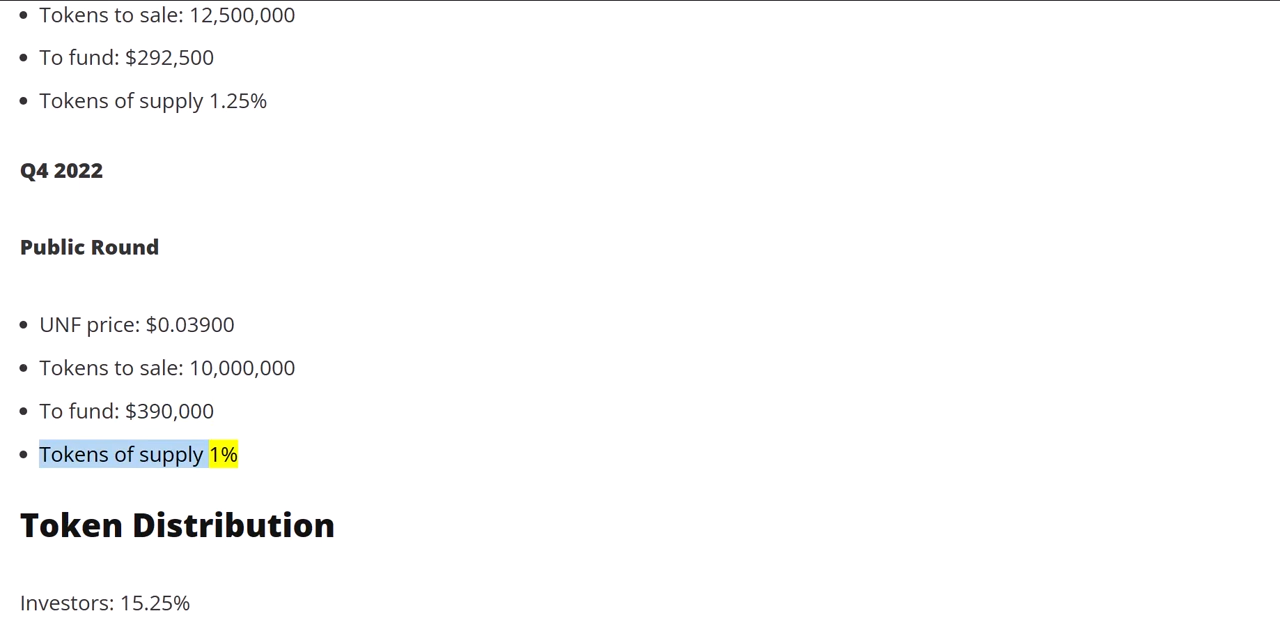 Tokens to sale: 12,500,000
To fund: $292,500
Tokens of supply 1.25%
Q4 2022
Public Round
UNF price: $0.03900
Tokens to sale: 10,000,000
To fund: $390,000
Tokens of supply 1%
Token Distribution
Investors: 15.25%